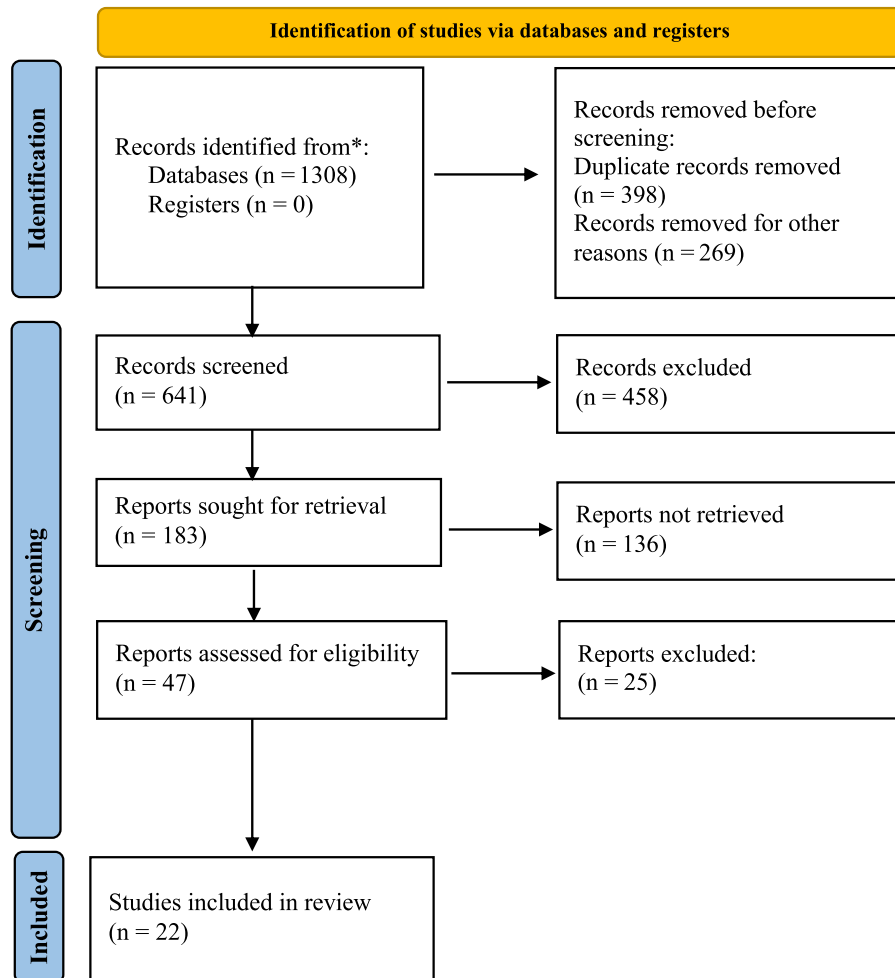 Identification of studies via databases and registers
Identification
Records identified from*:
Databases (n = 1308)
Registers (n = 0)
Records removed before
screening:
Duplicate records removed
(n = 398)
Records removed for other
reasons (n = 269)
Screening
Records screened
(n = 641)
Records excluded
(n = 458)
Reports sought for retrieval
(n = 183)
Reports not retrieved
(n = 136)
Reports assessed for eligibility
(n = 47)
Reports excluded:
(n = 25)
Included
Studies included in review
(n = 22)